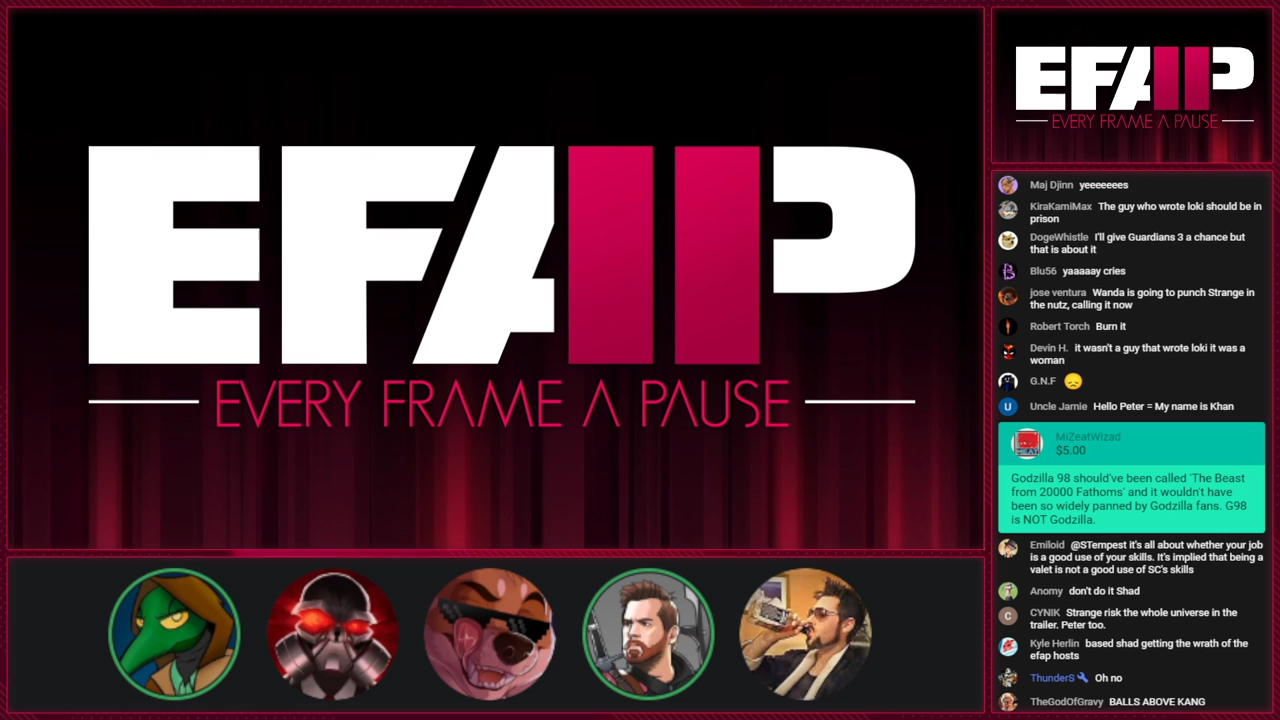 EFAP
EVERY FRAME A PAUSE
EFAP
EVERY FRAME A PAUSE
Maj Djinn yeeeeeees
KiraKamiMax The guy who wrote loki should be in
prison
DogeWhistle I'll give Guardians 3 a chance but
that is about it
Blu56 yaaaaay cries
jose ventura Wanda is going to punch Strange in
the nutz, calling it now
Robert Torch Burn it
Devin H. it wasn't a guy that wrote loki it was a
woman
G.N.F
U Uncle Jamie Hello Peter = My name is Khan
MEAT
MiZeatWizad
$5.00
Godzilla 98 should've been called 'The Beast
from 20000 Fathoms' and it wouldn't have
been so widely panned by Godzilla fans. G98
is NOT Godzilla.
Emiloid @STempest it's all about whether your job
is a good use of your skills. It's implied that being a
valet is not a good use of SC's skills
Anomy don't do it Shad
C CYNIK Strange risk the whole universe in the
trailer. Peter too.
Kyle Herlin based shad getting the wrath of the
efap hosts
ThunderS Oh no
TheGodOfGravy BALLS ABOVE KANG